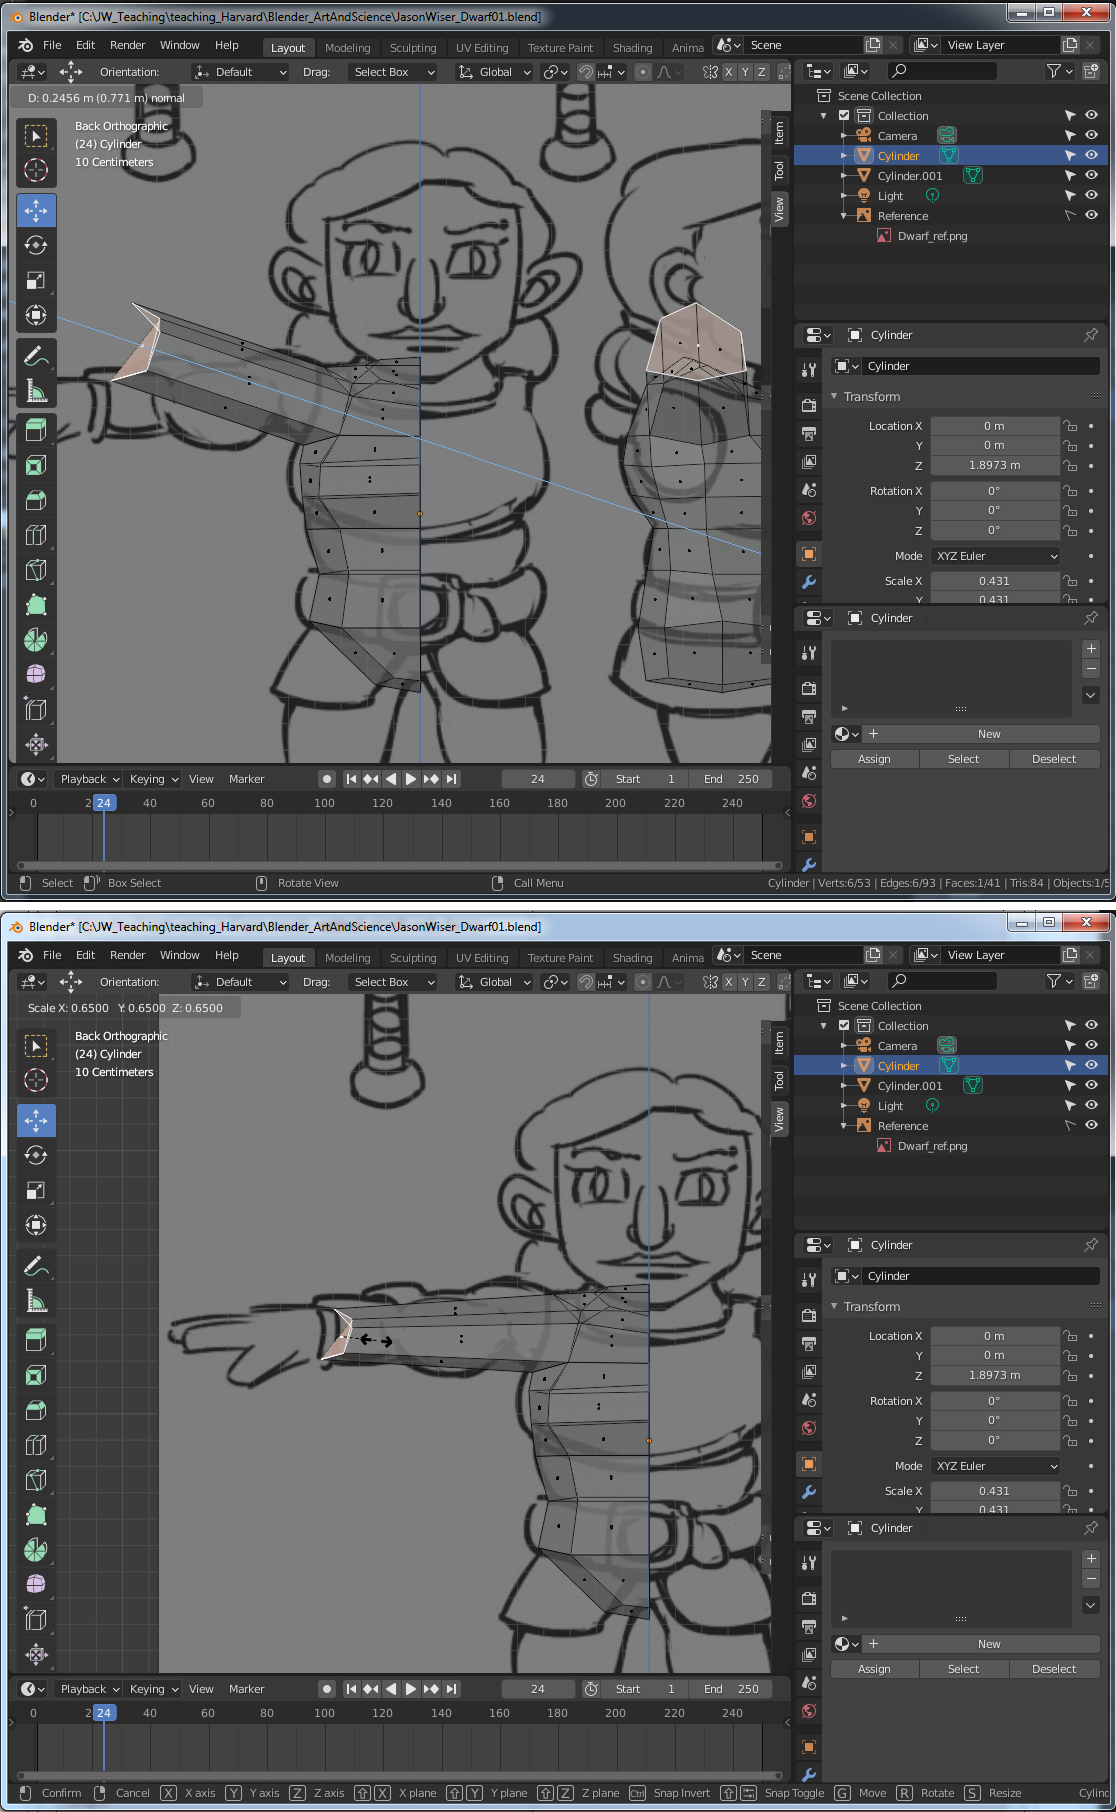 Blender* [C:\JW_Teaching\teaching_Harvard\Blender_ArtAndScience\JasonWiser_Dwarf01.blend]
File Edit Render Window Help Layout Modeling Sculpting UV Editing Texture Paint Shading Anima Scene View Layer
Orientation: Default Drag: Select Box Global X Y Z
D: 0.2456 m (0.771 m) normal
Back Orthographic
(24) Cylinder
10 Centimeters
Item
Tool
View
Scene Collection
Collection
Camera
Cylinder
Cylinder.001
Light
Reference
Dwarf_ref.png
Cylinder
Cylinder
Transform
Location X 0 m
Y 0 m
Z 1.8973 m
Rotation X 0°
Y 0°
Z 0°
Mode XYZ Euler
Scale X 0.431
Y 0.431
Cylinder
New
Assign Select Deselect
Playback Keying View Marker 24 Start 1 End 250
0 2 24 40 60 80 100 120 140 160 180 200 220 240
Select Box Select Rotate View Call Menu Cylinder | Verts:6/53 | Edges:6/93 | Faces:1/41 | Tris:84 | Objects:1/5
Blender* [C:\JW_Teaching\teaching_Harvard\Blender_ArtAndScience\JasonWiser_Dwarf01.blend]
File Edit Render Window Help Layout Modeling Sculpting UV Editing Texture Paint Shading Anima Scene View Layer
Orientation: Default Drag: Select Box Global X Y Z
Scale X: 0.6500 Y: 0.6500 Z: 0.6500
Back Orthographic
(24) Cylinder
10 Centimeters
Item
Tool
View
Scene Collection
Collection
Camera
Cylinder
Cylinder.001
Light
Reference
Dwarf_ref.png
Cylinder
Cylinder
Transform
Location X 0 m
Y 0 m
Z 1.8973 m
Rotation X 0°
Y 0°
Z 0°
Mode XYZ Euler
Scale X 0.431
Y 0.431
Cylinder
New
Assign Select Deselect
Playback Keying View Marker 24 Start 1 End 250
0 2 24 40 60 80 100 120 140 160 180 200 220 240
Confirm Cancel X X axis Y Y axis Z Z axis X X plane Y Y plane Z Z plane Ctrl Snap Invert Snap Toggle G Move R Rotate S Resize Cylinc